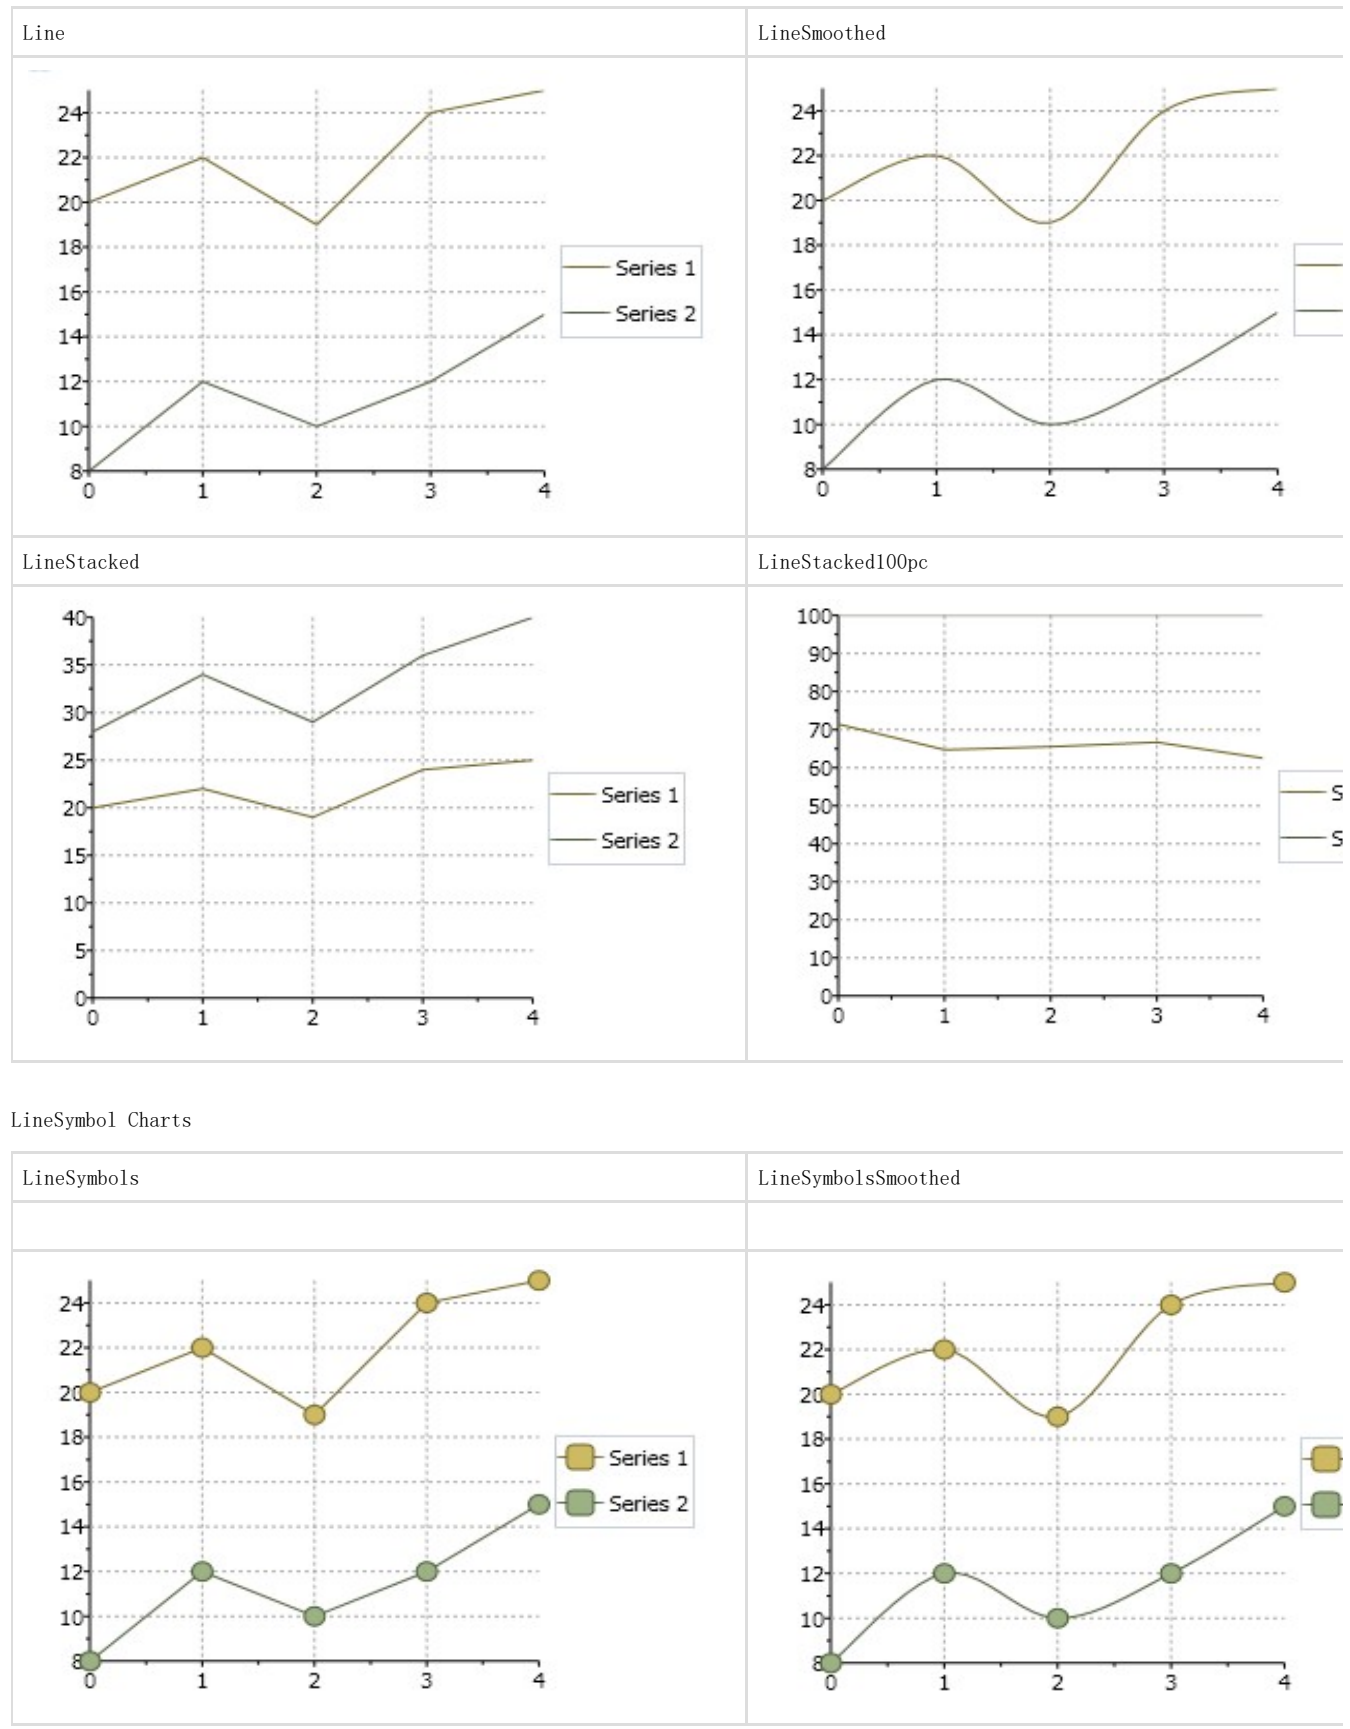 Line
LineSmoothed
24
22
20
18
16
14
12
10
8
0 1 2 3 4
Series 1
Series 2
24
22
20
18
16
14
12
10
8
0 1 2 3 4
LineStacked
LineStacked100pc
40
35
30
25
20
15
10
5
0
0 1 2 3 4
Series 1
Series 2
100
90
80
70
60
50
40
30
20
10
0
0 1 2 3 4
S
S
LineSymbol Charts
LineSymbols
LineSymbolsSmoothed
24
22
20
18
16
14
12
10
8
0 1 2 3 4
Series 1
Series 2
24
22
20
18
16
14
12
10
8
0 1 2 3 4